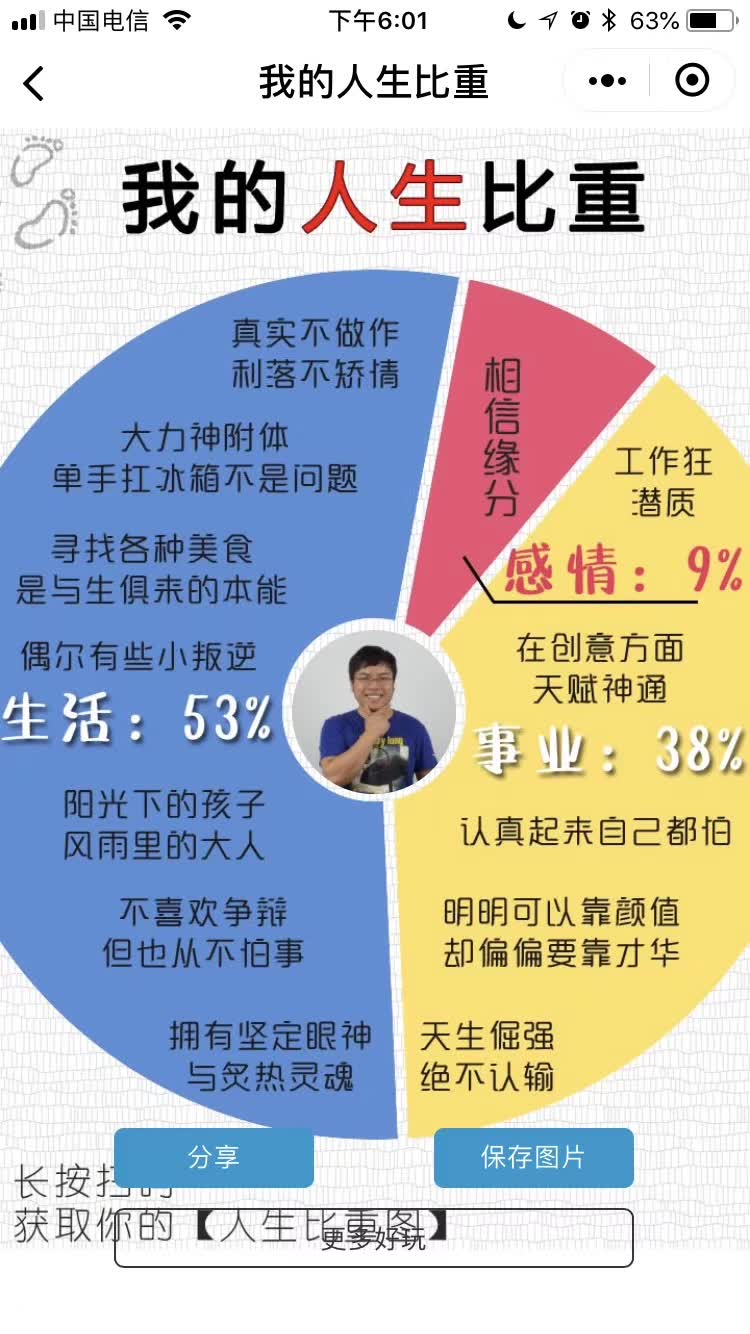 中国电信
下午6:01
63%
我的人生比重
我的人生比重
真实不做作
利落不矫情
大力神附体
单手扛冰箱不是问题
寻找各种美食
是与生俱来的本能
偶尔有些小叛逆
生活：53%
阳光下的孩子
风雨里的大人
不喜欢争辩
但也从不怕事
拥有坚定眼神
与炙热灵魂
相信缘分
感情：9%
工作狂
潜质
在创意方面
天赋神通
事业：38%
认真起来自己都怕
明明可以靠颜值
却偏偏要靠才华
天生倔强
绝不认输
分享
保存图片
长按扫
获取你的【人生比重图】
更多好玩